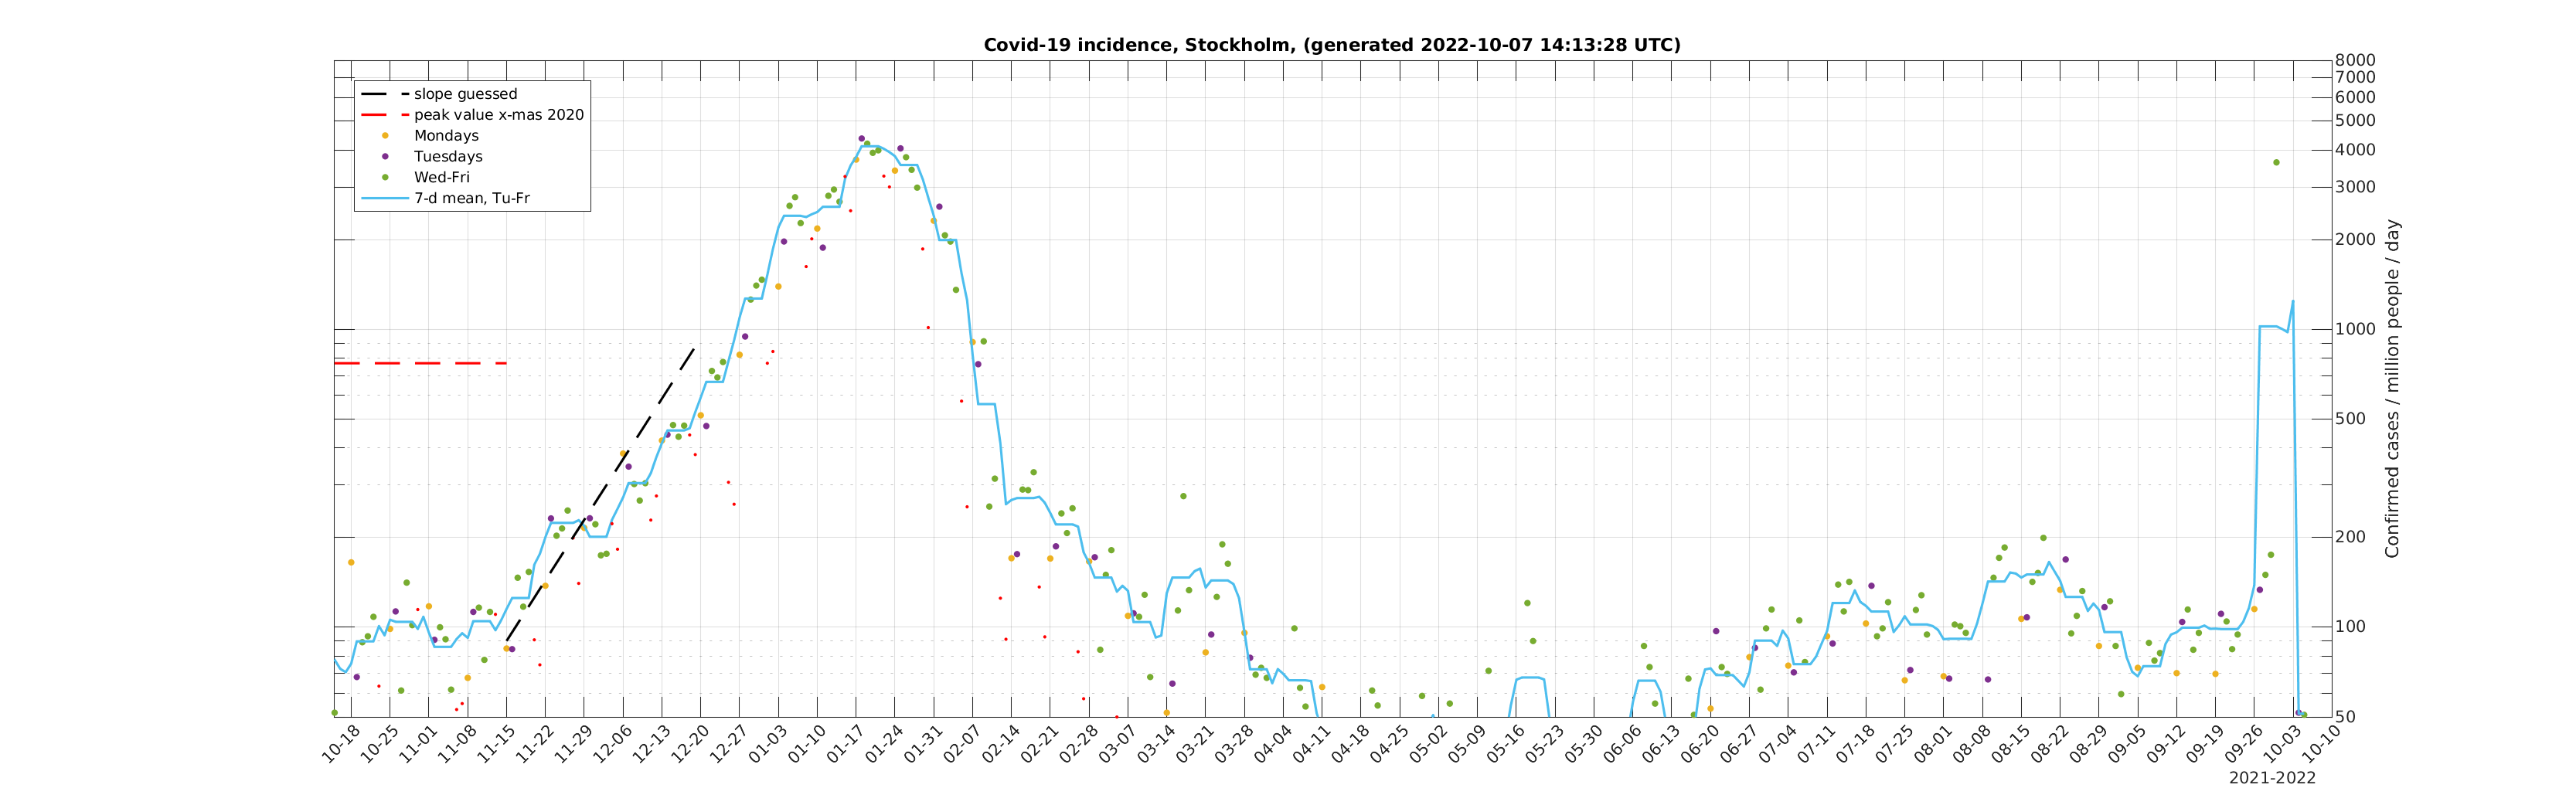 Covid-19 incidence, Stockholm, (generated 2022-10-07 14:13:28 UTC)
slope guessed
peak value x-mas 2020
Mondays
Tuesdays
Wed-Fri
7-d mean, Tu-Fr
8000
7000
6000
5000
4000
3000
2000
1000
500
200
100
50
Confirmed cases / million people / day
10-18 10-25 11-01 11-08 11-15 11-22 11-29 12-06 12-13 12-20 12-27 01-03 01-10 01-17 01-24 01-31 02-07 02-14 02-21 02-28 03-07 03-14 03-21 03-28 04-04 04-11 04-18 04-25 05-02 05-09 05-16 05-23 05-30 06-06 06-13 06-20 06-27 07-04 07-11 07-18 07-25 08-01 08-08 08-15 08-22 08-29 09-05 09-12 09-19 09-26 10-03 10-10
2021-2022